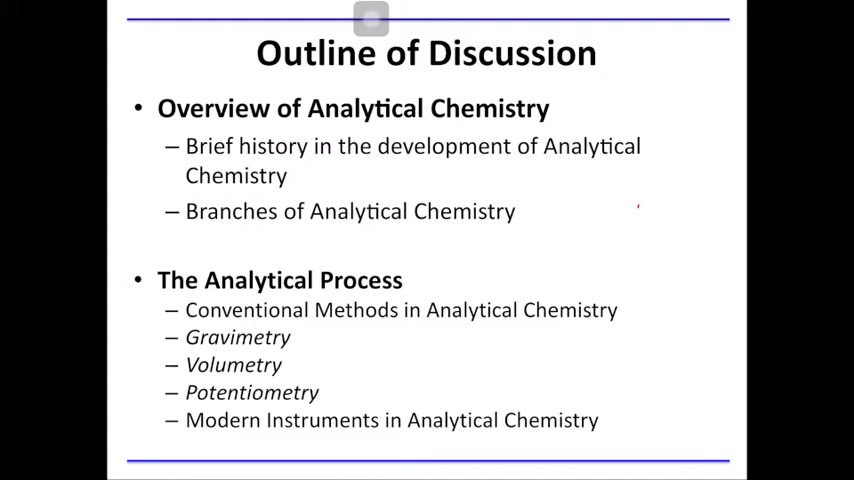 Outline of Discussion
• Overview of Analytical Chemistry
– Brief history in the development of Analytical
Chemistry
– Branches of Analytical Chemistry
• The Analytical Process
– Conventional Methods in Analytical Chemistry
– Gravimetry
– Volumetry
– Potentiometry
– Modern Instruments in Analytical Chemistry